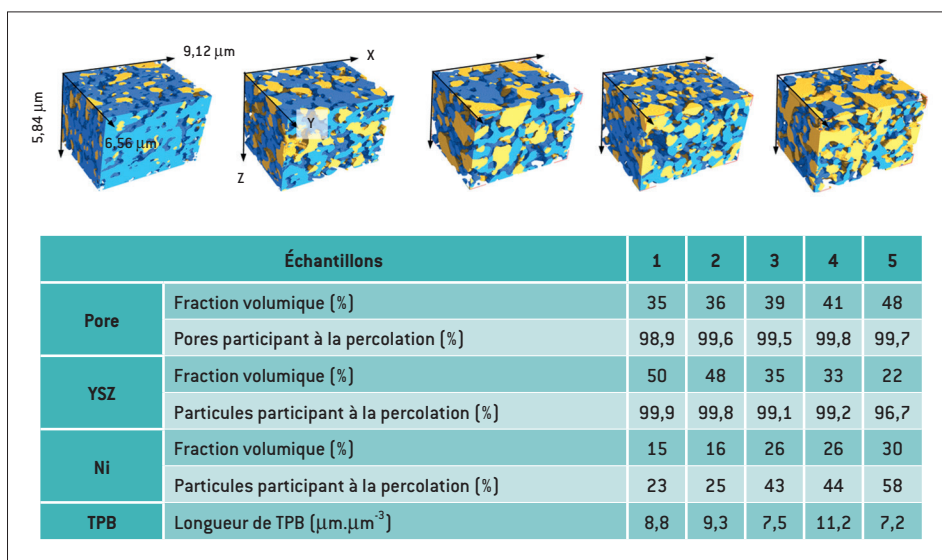 9,12 μm
X
5,84 μm
6,56 μm
Y
Z
Échantillons 1 2 3 4 5
Pore
Fraction volumique (%) 35 36 39 41 48
Pores participant à la percolation (%) 98,9 99,6 99,5 99,8 99,7
YSZ
Fraction volumique (%) 50 48 35 33 22
Particules participant à la percolation (%) 99,9 99,8 99,1 99,2 96,7
Ni
Fraction volumique (%) 15 16 26 26 30
Particules participant à la percolation (%) 23 25 43 44 58
TPB Longueur de TPB (μm.μm⁻³) 8,8 9,3 7,5 11,2 7,2